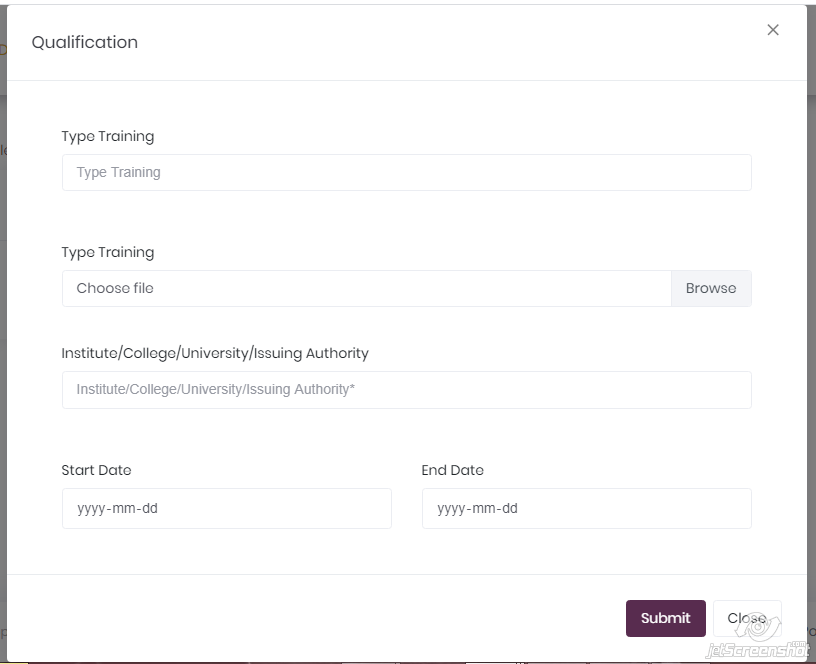 Qualification
Type Training
Type Training
Type Training
Choose file
Browse
Institute/College/University/Issuing Authority
Institute/College/University/Issuing Authority*
Start Date
End Date
yyyy-mm-dd
yyyy-mm-dd
Submit
Close
jetScreenshot
.com